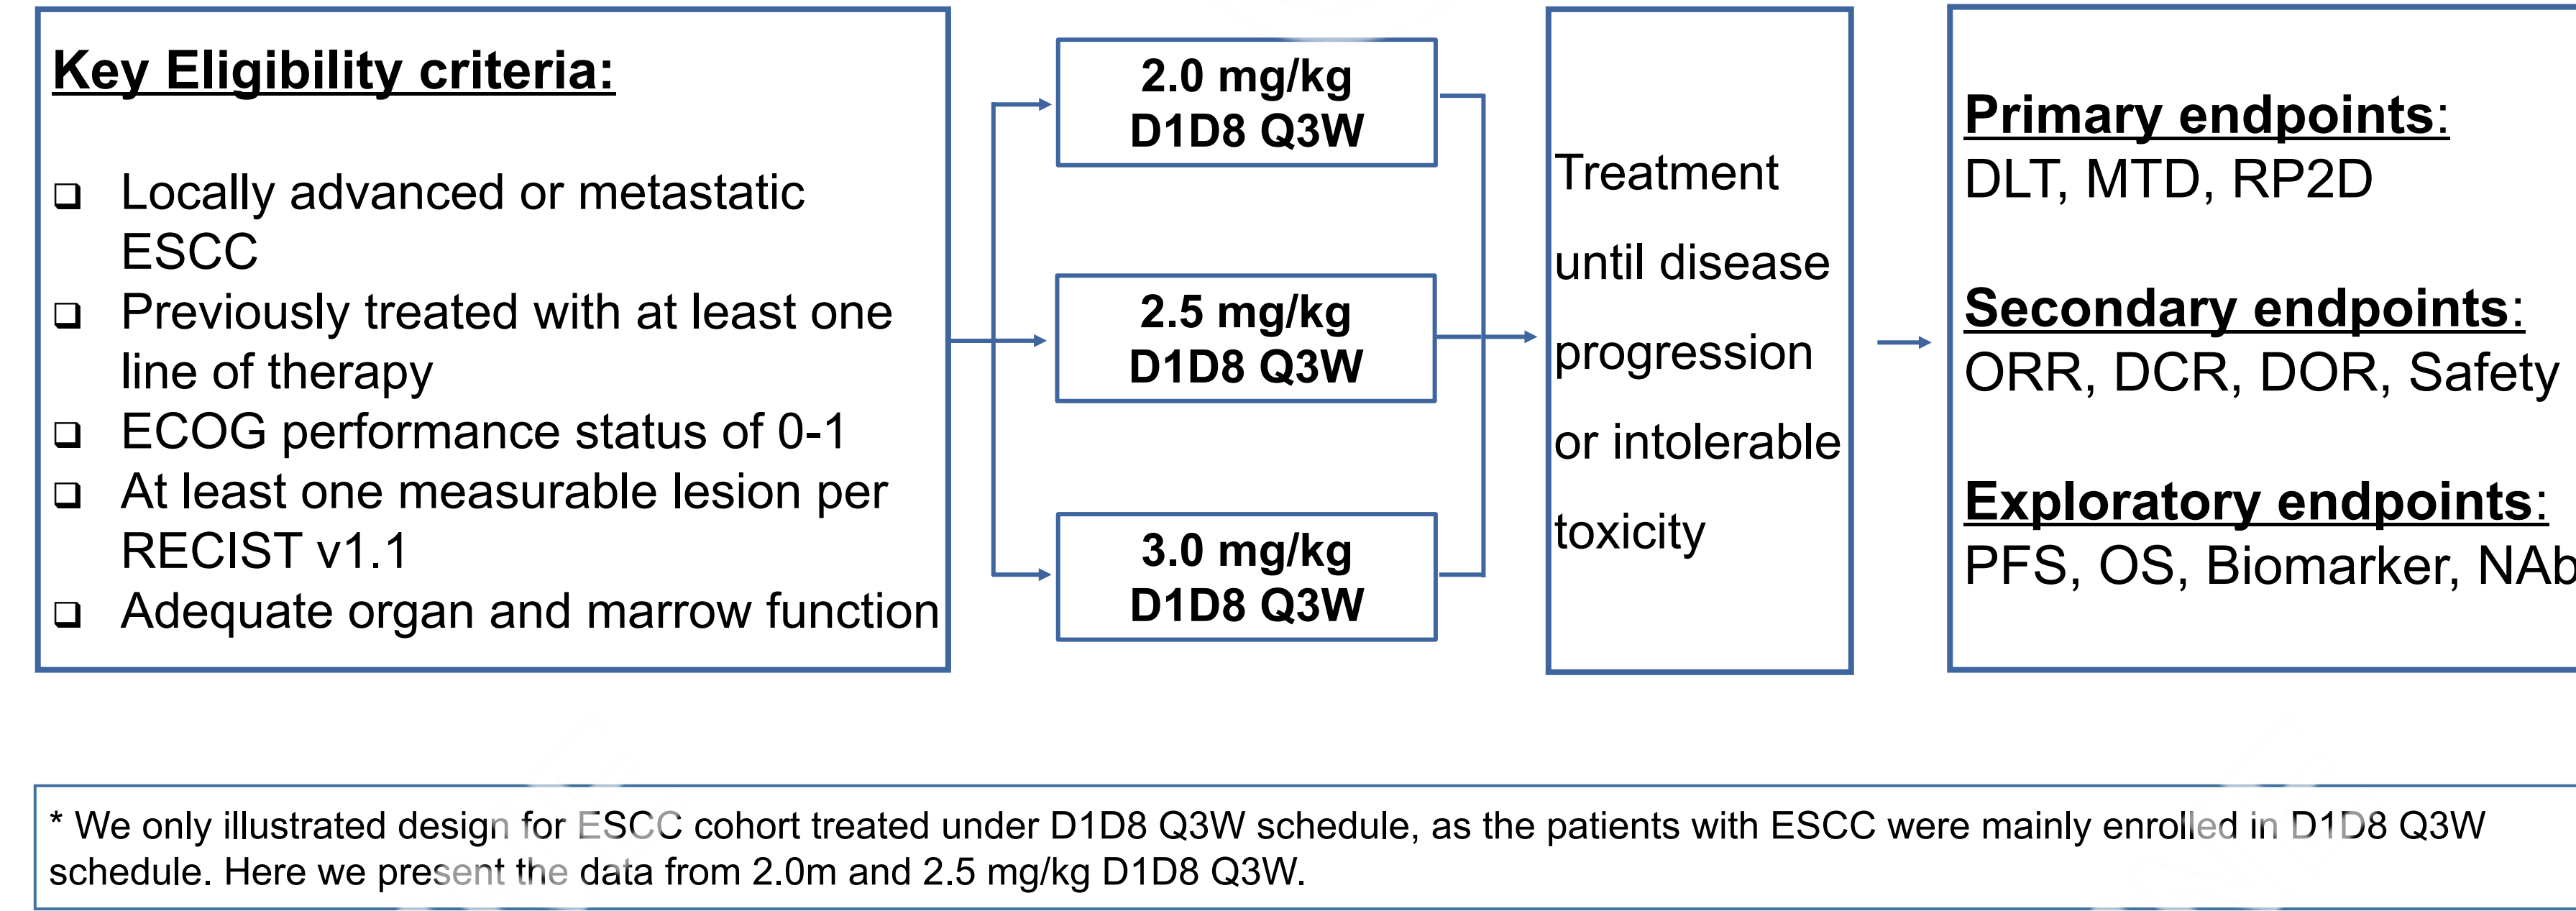 Key Eligibility criteria:
❑ Locally advanced or metastatic
ESCC
❑ Previously treated with at least one
line of therapy
❑ ECOG performance status of 0-1
❑ At least one measurable lesion per
RECIST v1.1
❑ Adequate organ and marrow function
2.0 mg/kg
D1D8 Q3W
2.5 mg/kg
D1D8 Q3W
3.0 mg/kg
D1D8 Q3W
Treatment
until disease
progression
or intolerable
toxicity
Primary endpoints:
DLT, MTD, RP2D
Secondary endpoints:
ORR, DCR, DOR, Safety
Exploratory endpoints:
PFS, OS, Biomarker, NAb
* We only illustrated design for ESCC cohort treated under D1D8 Q3W schedule, as the patients with ESCC were mainly enrolled in D1D8 Q3W
schedule. Here we present the data from 2.0m and 2.5 mg/kg D1D8 Q3W.